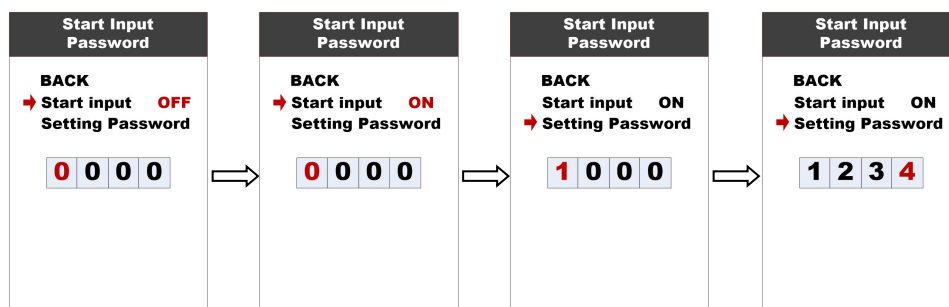 Start Input
Password
BACK
Start input OFF
Setting Password
0 0 0 0
Start Input
Password
BACK
Start input ON
Setting Password
0 0 0 0
Start Input
Password
BACK
Start input ON
Setting Password
1 0 0 0
Start Input
Password
BACK
Start input ON
Setting Password
1 2 3 4